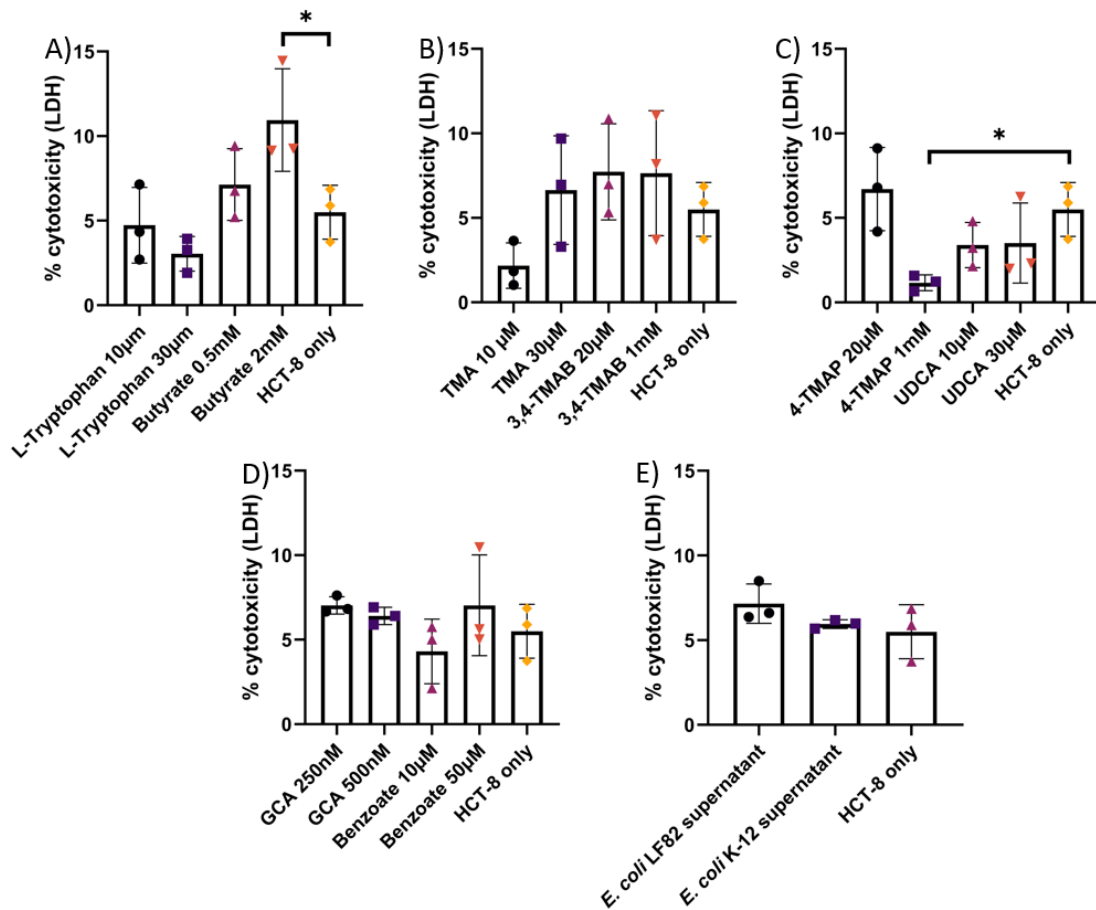 A)
% cytotoxicity (LDH)
15
10
5
0
*
L-Tryptophan 10µm
L-Tryptophan 30µm
Butyrate 0.5mM
Butyrate 2mM
HCT-8 only
B)
% cytotoxicity (LDH)
15
10
5
0
TMA 10 µM
TMA 30µM
3,4-TMAB 20µM
3,4-TMAB 1mM
HCT-8 only
C)
% cytotoxicity (LDH)
15
10
5
0
*
4-TMAP 20µM
4-TMAP 1mM
UDCA 10µM
UDCA 30µM
HCT-8 only
D)
% cytotoxicity (LDH)
15
10
5
0
GCA 250nM
GCA 500nM
Benzoate 10µM
Benzoate 50µM
HCT-8 only
E)
% cytotoxicity (LDH)
15
10
5
0
E. coli LF82 supernatant
E. coli K-12 supernatant
HCT-8 only